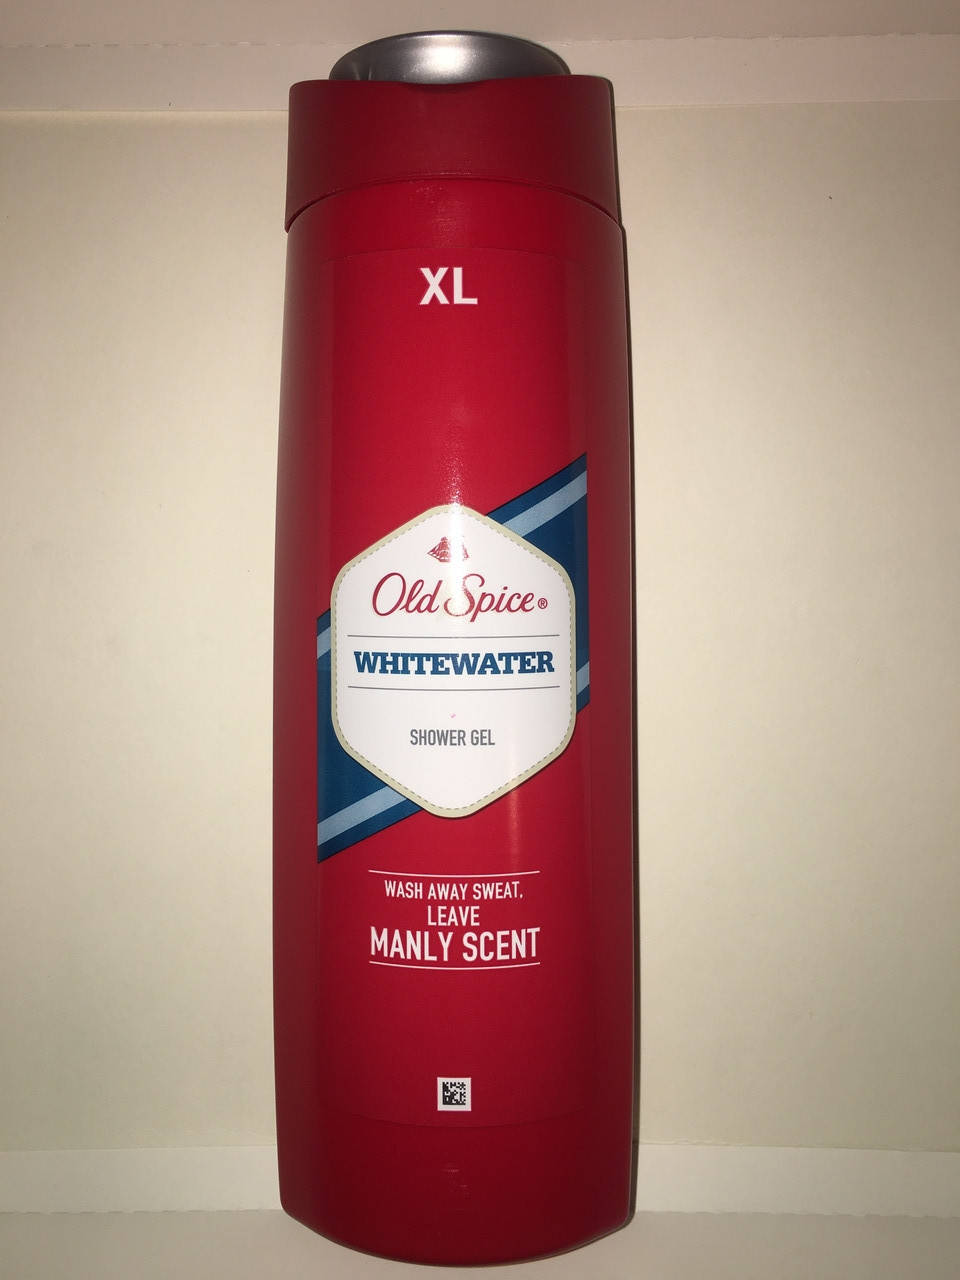 XL
Old Spice®
WHITEWATER
SHOWER GEL
WASH AWAY SWEAT,
LEAVE
MANLY SCENT